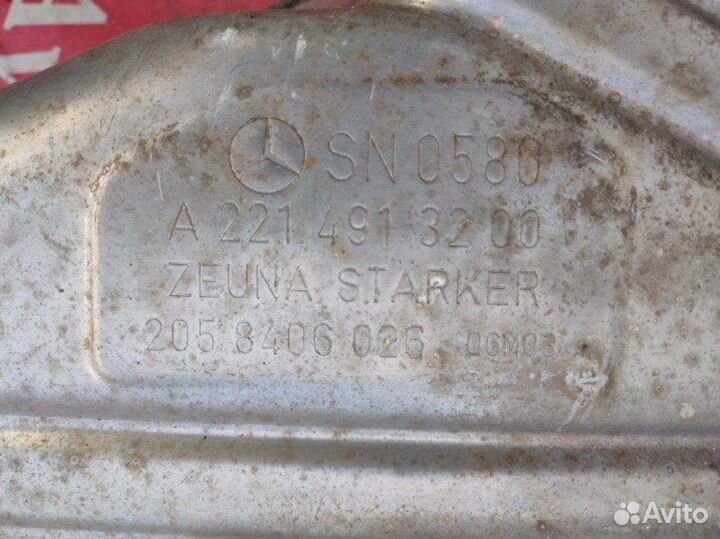 SN 0580
A 221 491 32 00
ZEUNA STARKER
205 8406 026 06M03
Avito